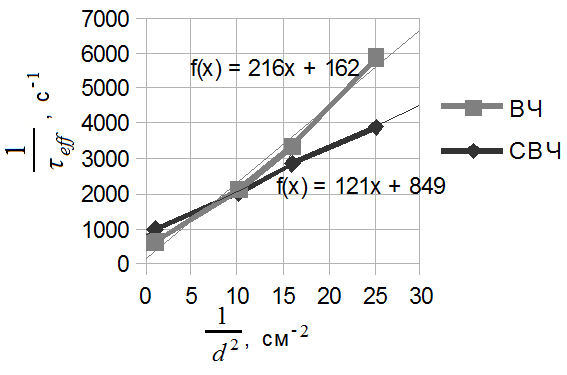 7000
6000
5000
4000
3000
2000
1000
0
1/τeff, с-1
f(x) = 216x + 162
f(x) = 121x + 849
ВЧ
СВЧ
0 5 10 15 20 25 30
1/d2, см-2